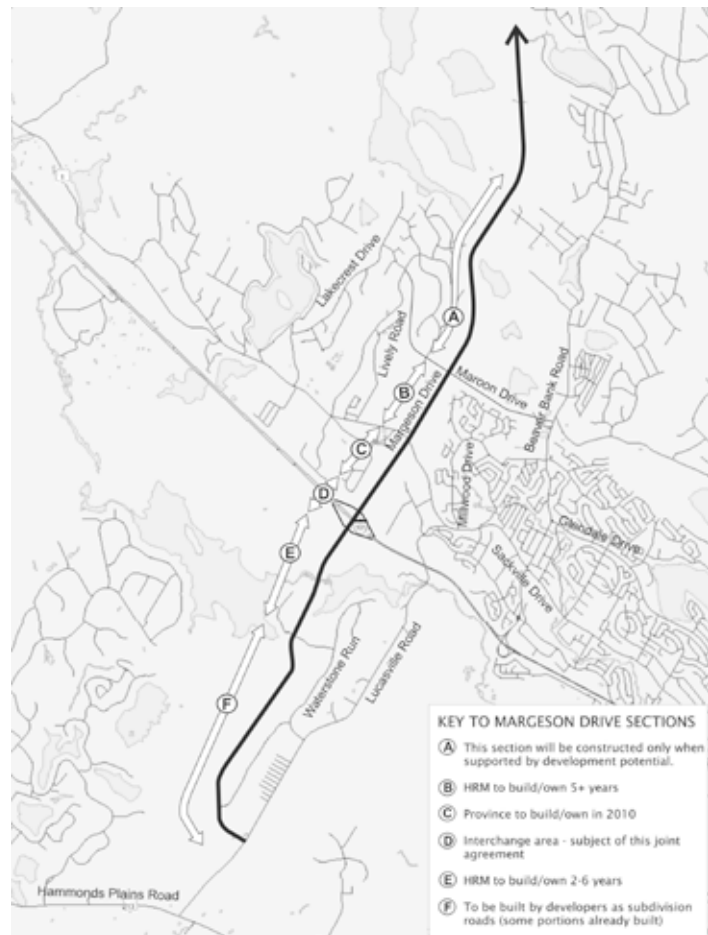 Lakecrest Drive
Lively Road
A
B
Margeson Drive
Maroon Drive
Beaver Bank Road
C
D
Millwood Drive
Glendale Drive
E
Sackville Drive
Waterstone Run
Lucasville Road
F
Hammonds Plains Road
KEY TO MARGESON DRIVE SECTIONS
A This section will be constructed only when
supported by development potential.
B HRM to build/own 5+ years
C Province to build/own in 2010
D Interchange area - subject of this joint
agreement
E HRM to build/own 2-6 years
F To be built by developers as subdivision
roads (some portions already built)